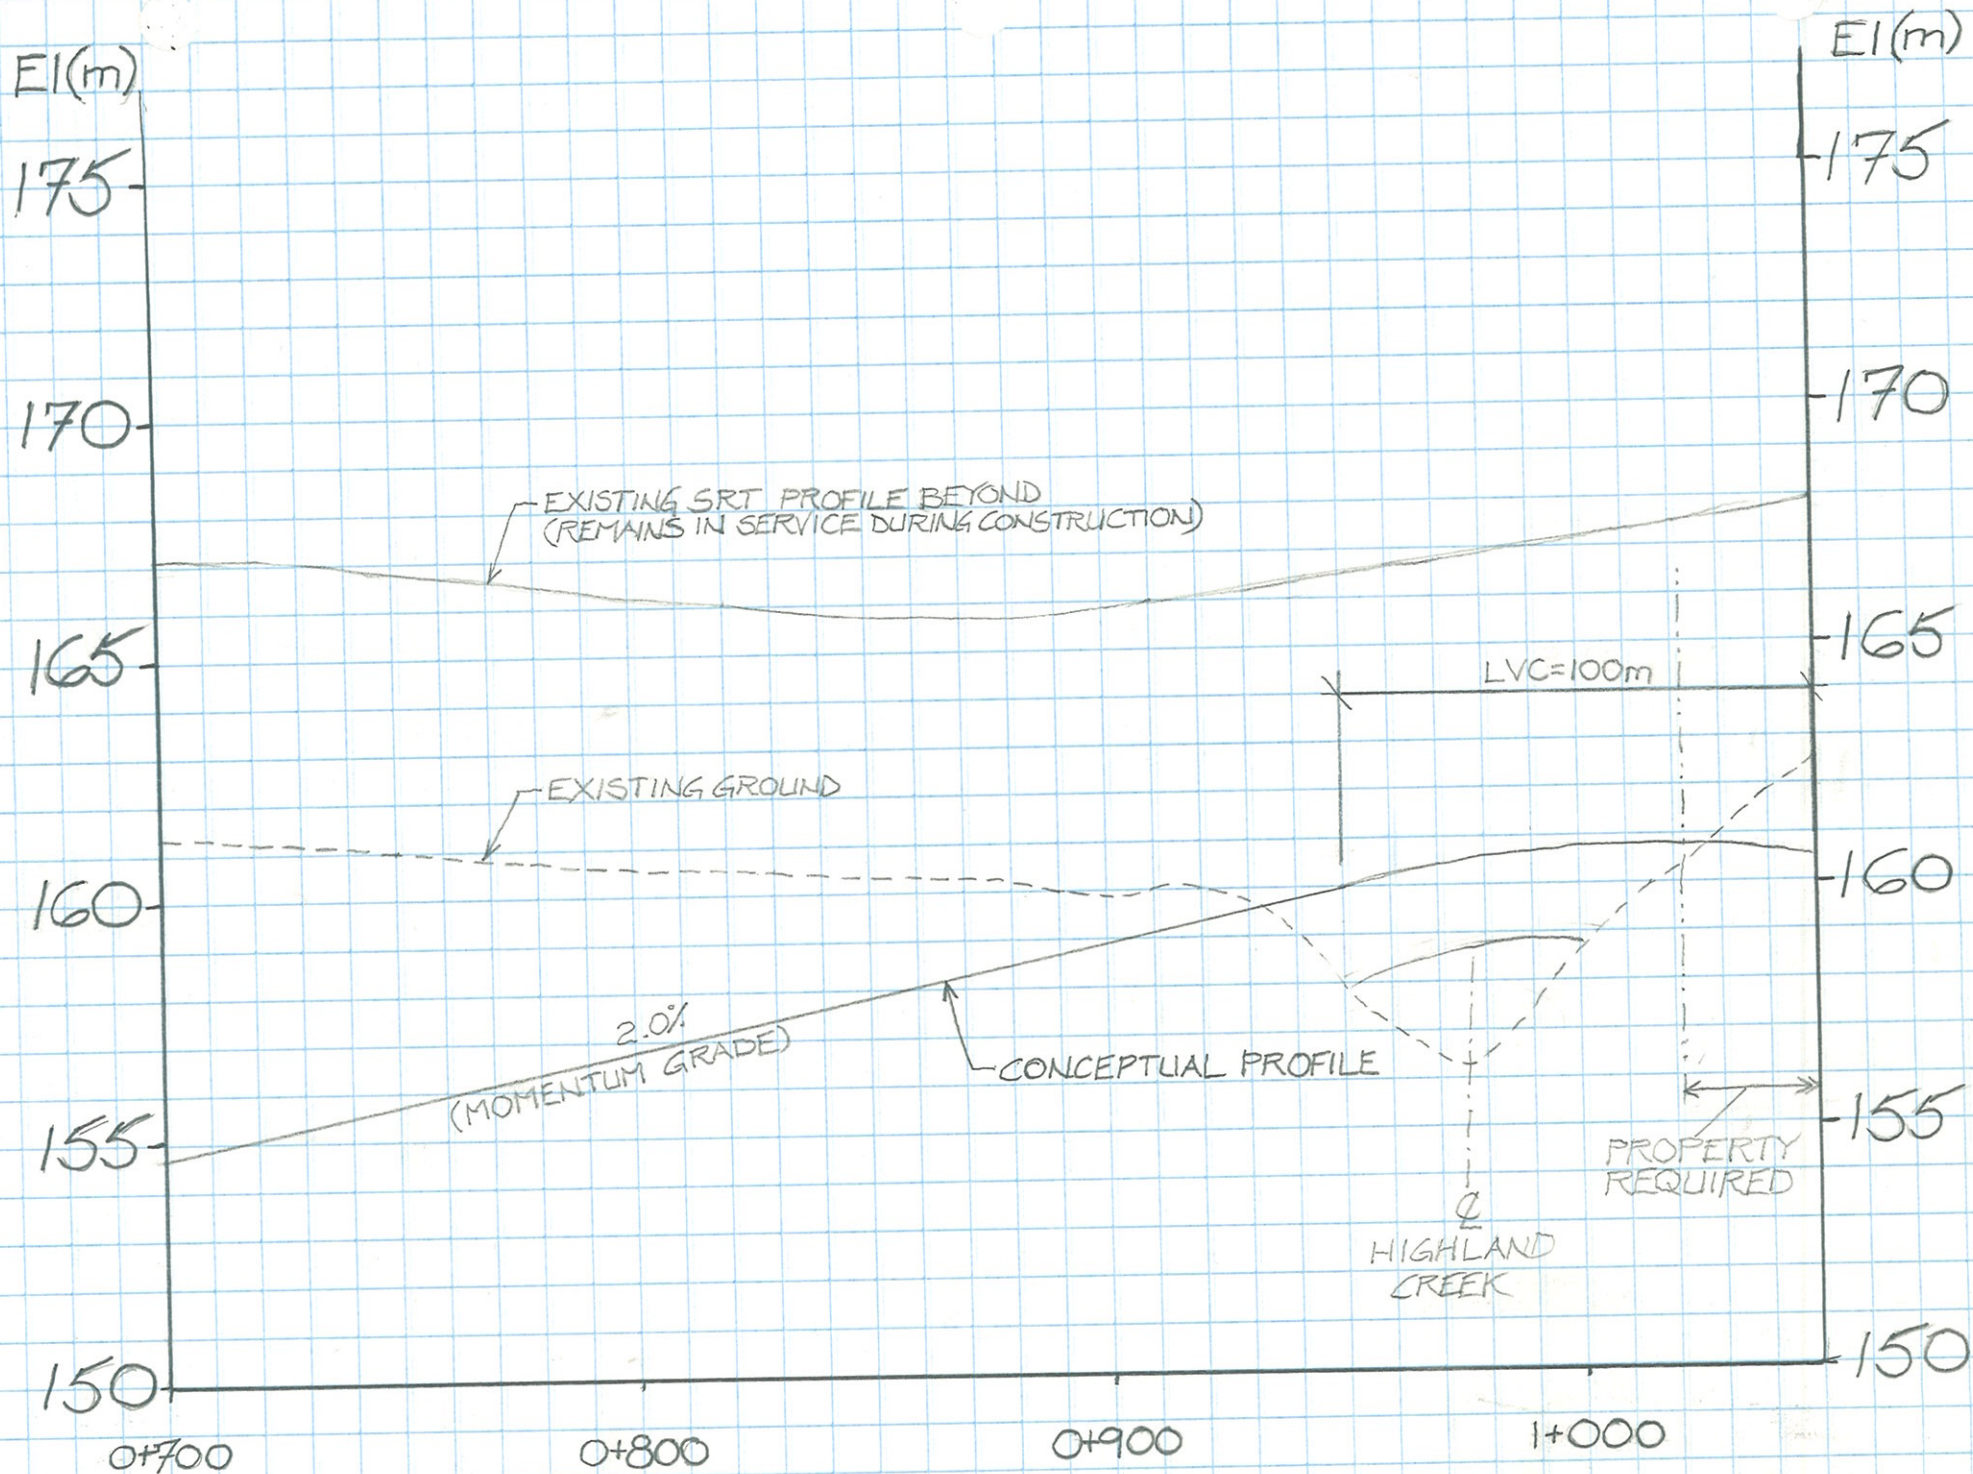 El(m)
El(m)
175
175
170
170
EXISTING SRT PROFILE BEYOND
(REMAINS IN SERVICE DURING CONSTRUCTION)
165
165
LVC=100m
EXISTING GROUND
160
160
2.0%
(MOMENTUM GRADE)
CONCEPTUAL PROFILE
155
155
PROPERTY
REQUIRED
℄
HIGHLAND
CREEK
150
150
0+700
0+800
0+900
1+000